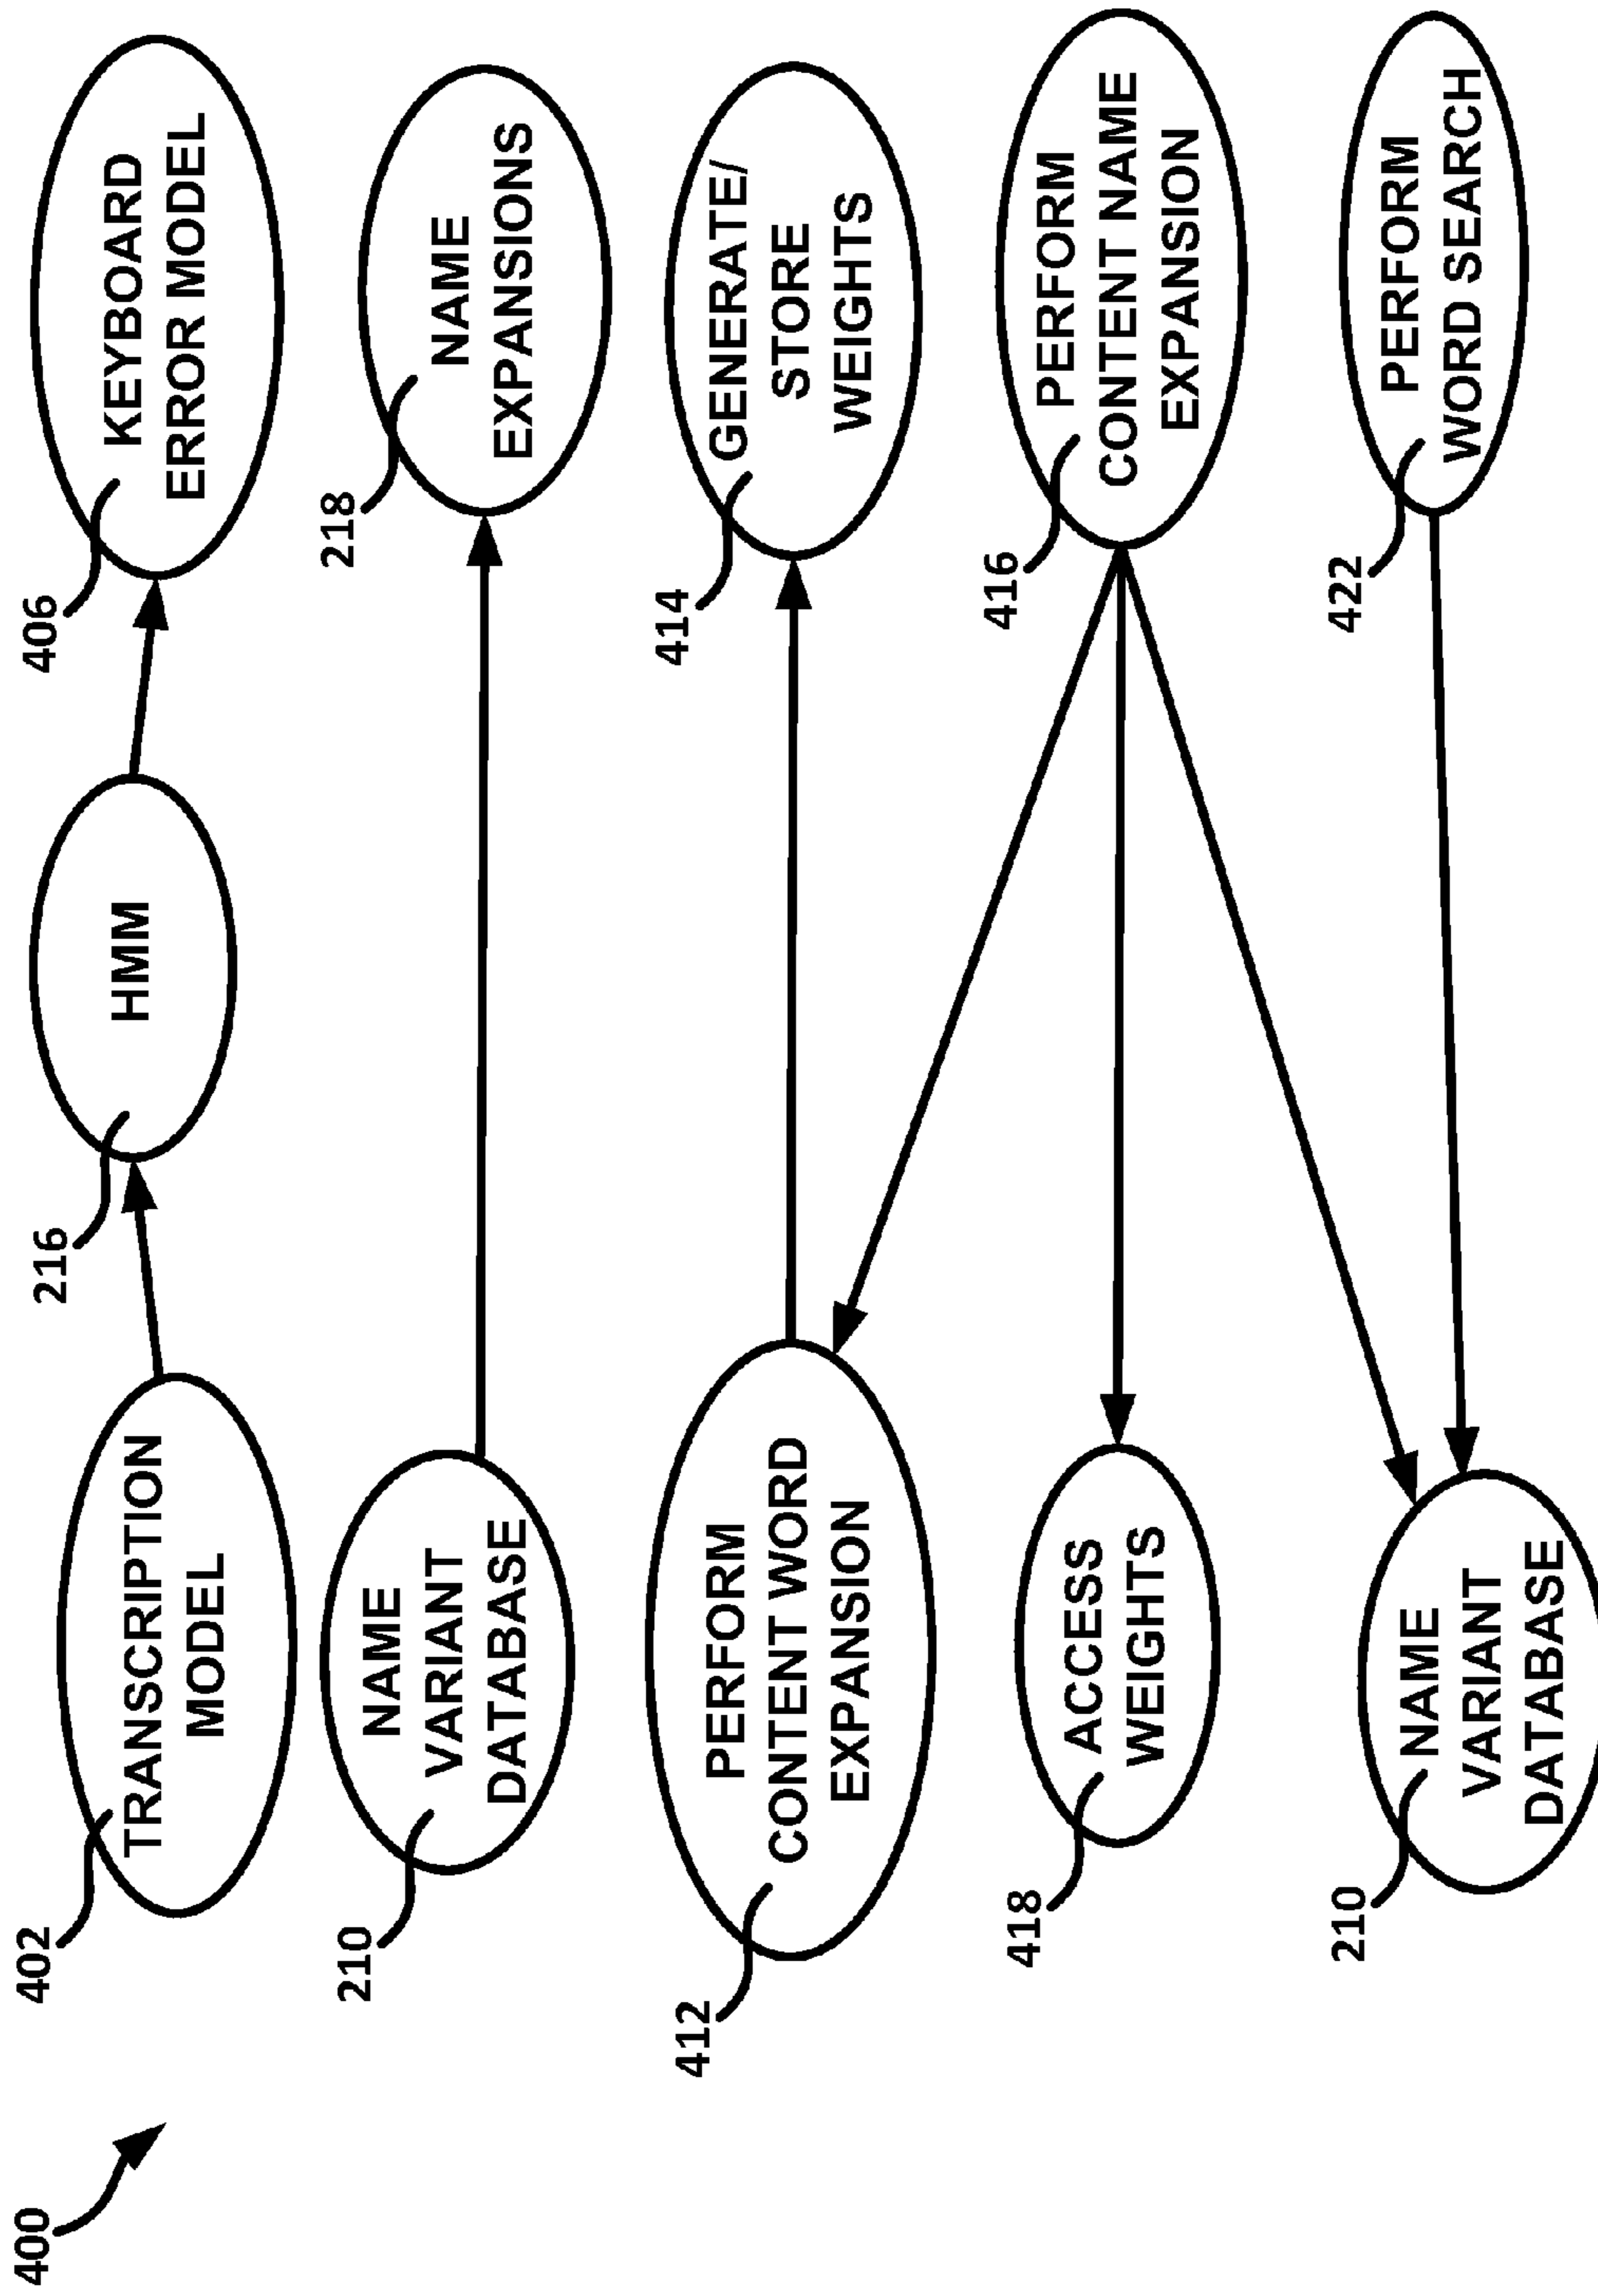 400
402
TRANSCRIPTION
MODEL
216
HMM
406
KEYBOARD
ERROR MODEL
210
NAME
VARIANT
DATABASE
218
NAME
EXPANSIONS
412
PERFORM
CONTENT WORD
EXPANSION
414
GENERATE/
STORE
WEIGHTS
418
ACCESS
WEIGHTS
416
PERFORM
CONTENT NAME
EXPANSION
210
NAME
VARIANT
DATABASE
422
PERFORM
WORD SEARCH